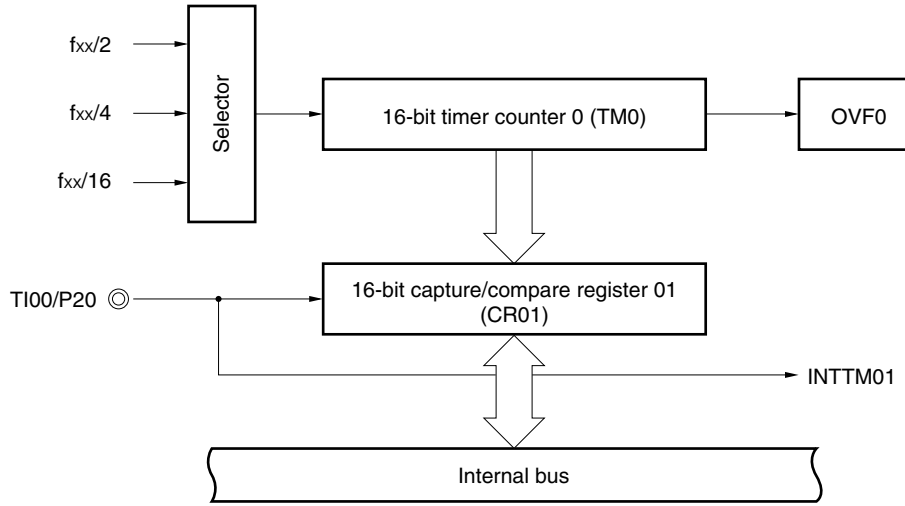 fxx/2
fxx/4
fxx/16
Selector
16-bit timer counter 0 (TM0)
OVF0
TI00/P20
16-bit capture/compare register 01
(CR01)
INTTM01
Internal bus